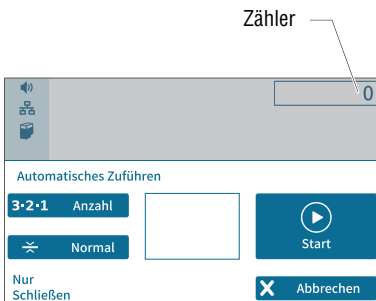 Zähler
0
Automatisches Zuführen
3·2·1 Anzahl
Normal
Start
Nur
Schließen
Abbrechen